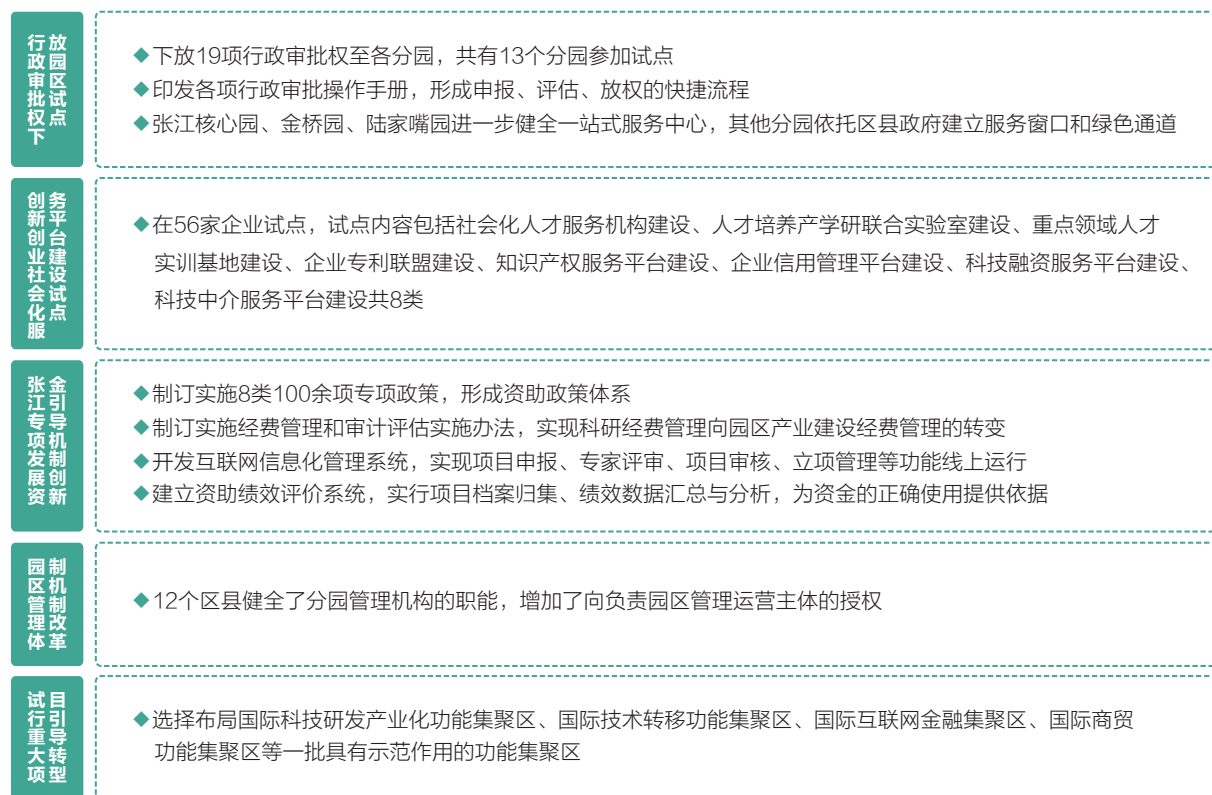 行政审批权下
放园区试点
◆下放19项行政审批权至各分园，共有13个分园参加试点
◆印发各项行政审批操作手册，形成申报、评估、放权的快捷流程
◆张江核心园、金桥园、陆家嘴园进一步健全一站式服务中心，其他分园依托区县政府建立服务窗口和绿色通道
创新创业社会化服
务平台建设试点
◆在56家企业试点，试点内容包括社会化人才服务机构建设、人才培养产学研联合实验室建设、重点领域人才
实训基地建设、企业专利联盟建设、知识产权服务平台建设、企业信用管理平台建设、科技融资服务平台建设、
科技中介服务平台建设共8类
张江专项发展资
金引导机制创新
◆制订实施8类100余项专项政策，形成资助政策体系
◆制订实施经费管理和审计评估实施办法，实现科研经费管理向园区产业建设经费管理的转变
◆开发互联网信息化管理系统，实现项目申报、专家评审、项目审核、立项管理等功能线上运行
◆建立资助绩效评价系统，实行项目档案归集、绩效数据汇总与分析，为资金的正确使用提供依据
园区管理体
制机制改革
◆12个区县健全了分园管理机构的职能，增加了向负责园区管理运营主体的授权
试行重大项
目引导转型
◆选择布局国际科技研发产业化功能集聚区、国际技术转移功能集聚区、国际互联网金融集聚区、国际商贸
功能集聚区等一批具有示范作用的功能集聚区